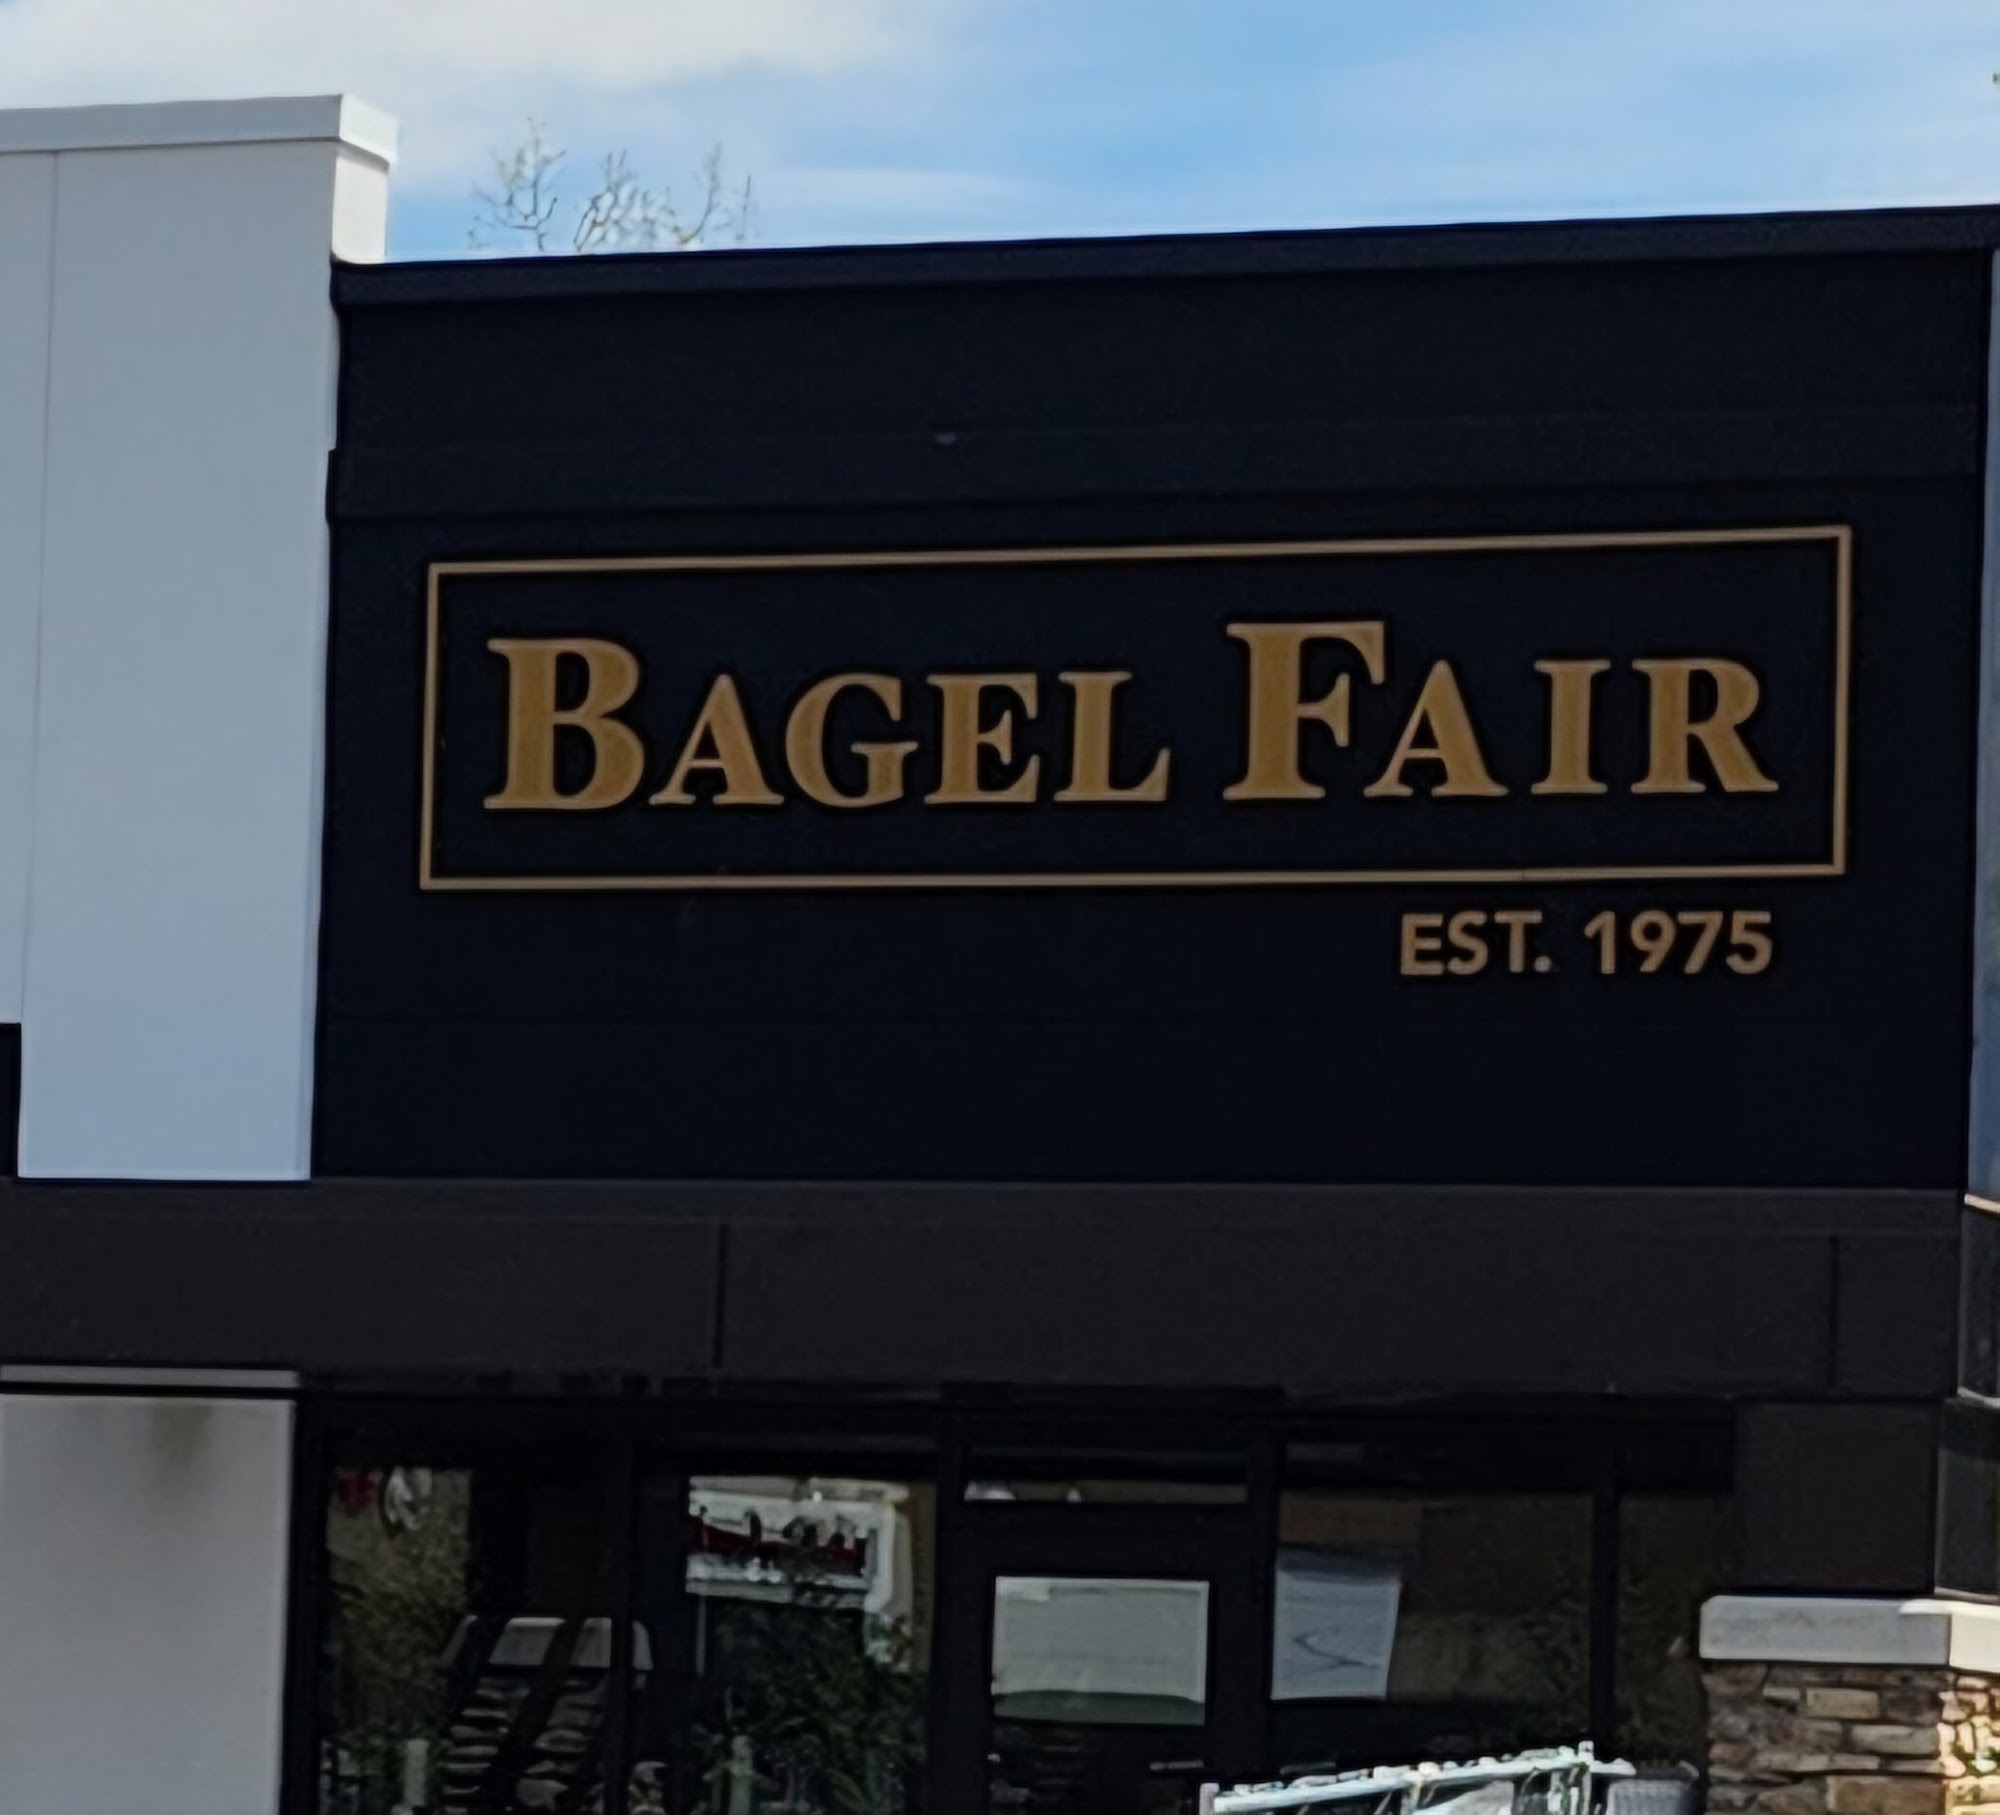 BAGEL FAIR
EST. 1975